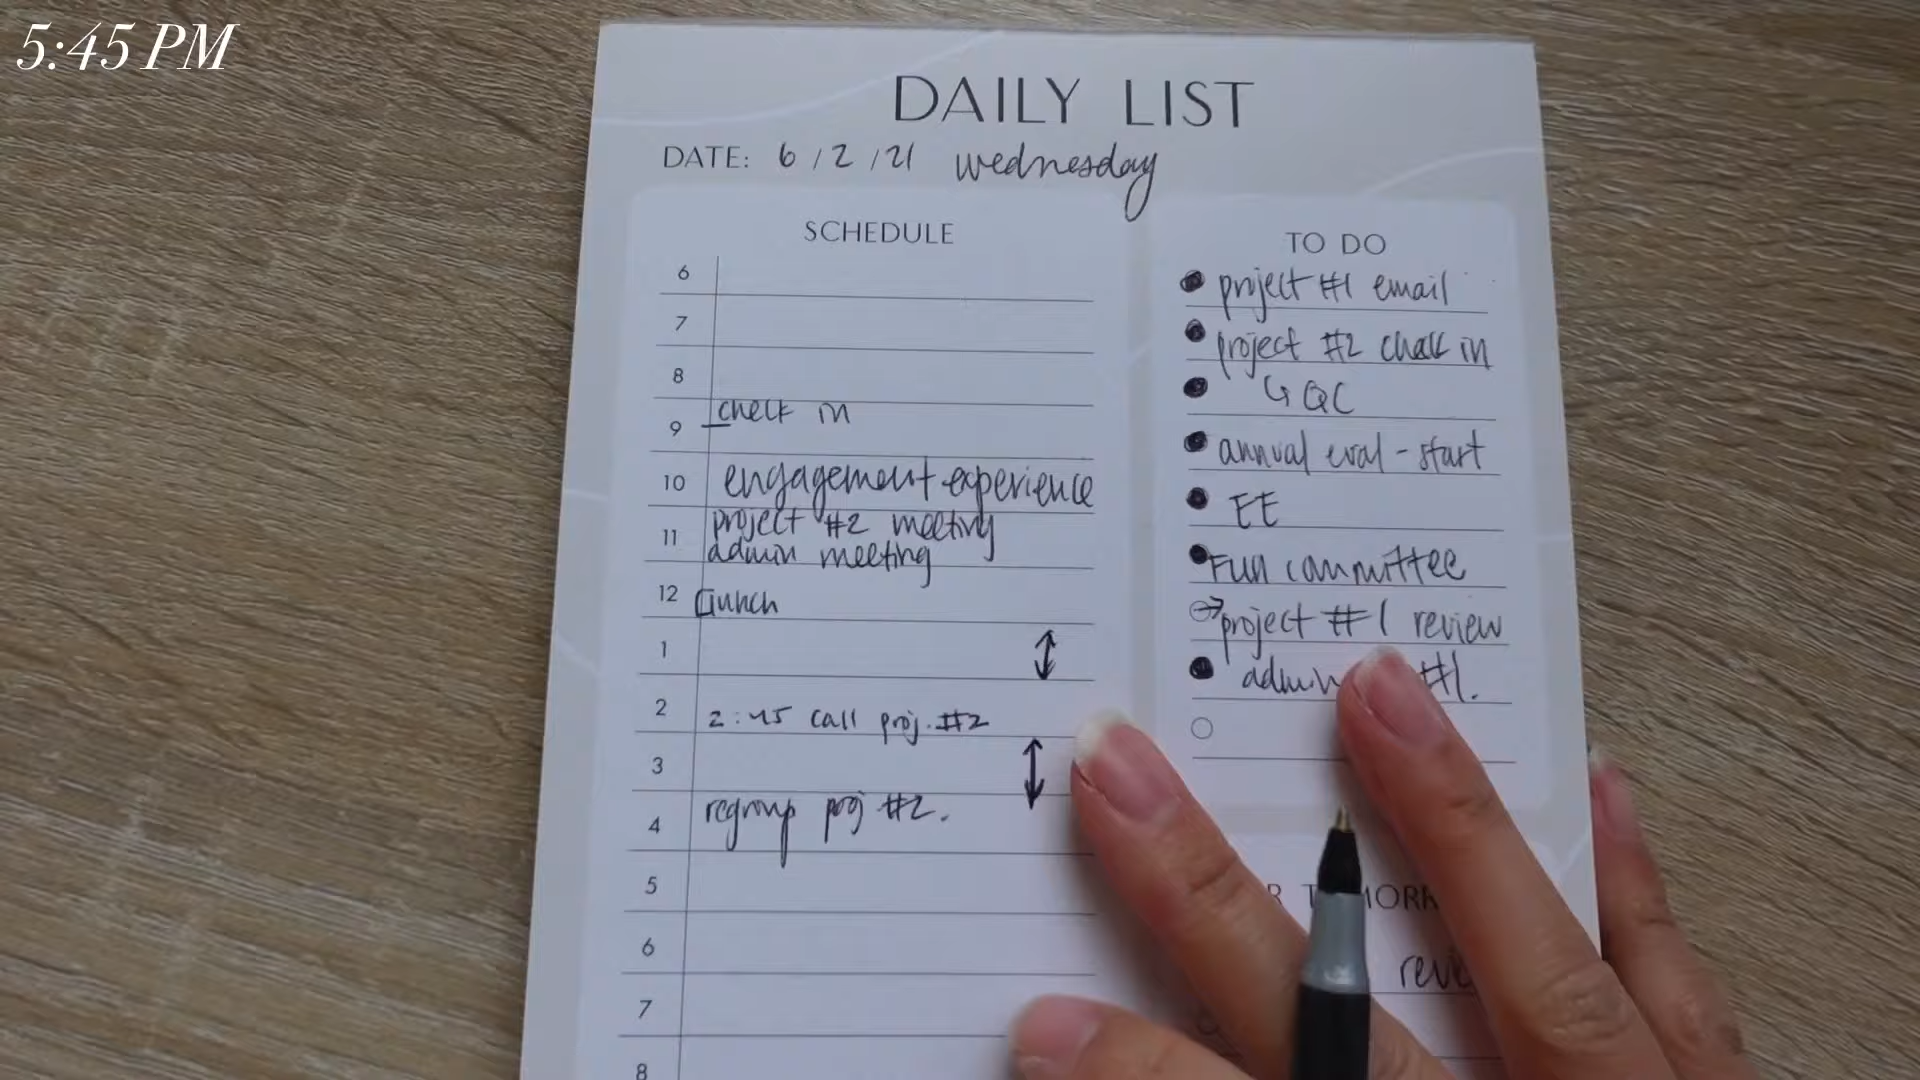 5:45 PM
DAILY LIST
DATE: 6/2/21 wednesday
SCHEDULE
6
7
8
9 check in
10 engagement experience
11 project #2 meeting
admin meeting
12 lunch
1
2 2:45 call proj. #2
3
4 regroup proj #2.
5
6
7
8
TO DO
project #1 email
project #2 check in
↳ QC
annual eval - start
EE
Fun committee
project #1 review
admin #1.